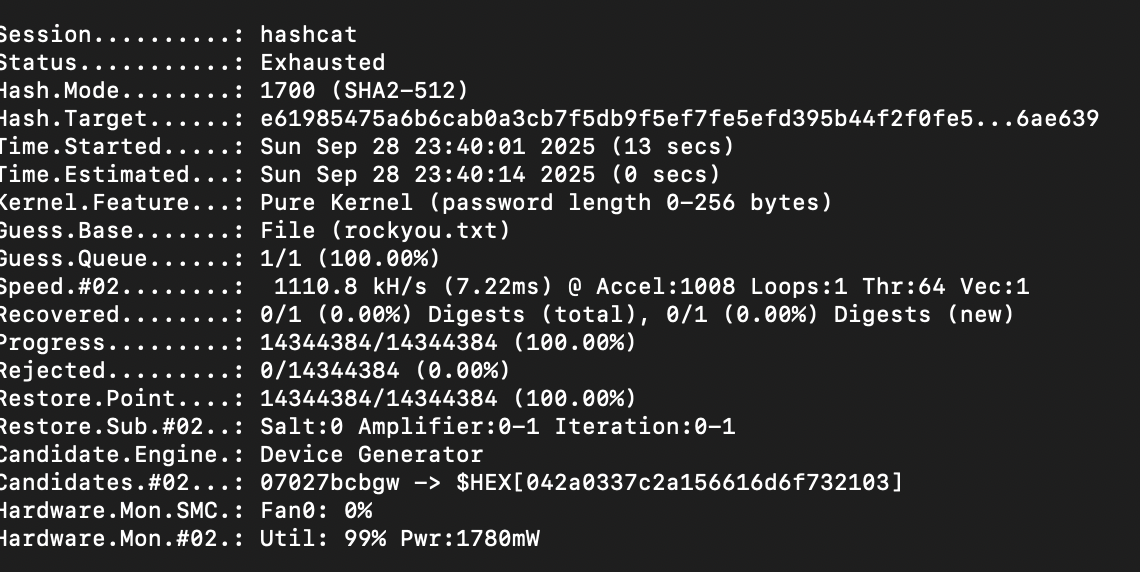 Session..........: hashcat
Status...........: Exhausted
Hash.Mode........: 1700 (SHA2-512)
Hash.Target......: e61985475a6b6cab0a3cb7f5db9f5ef7fe5efd395b44f2f0fe5...6ae639
Time.Started.....: Sun Sep 28 23:40:01 2025 (13 secs)
Time.Estimated...: Sun Sep 28 23:40:14 2025 (0 secs)
Kernel.Feature...: Pure Kernel (password length 0-256 bytes)
Guess.Base.......: File (rockyou.txt)
Guess.Queue......: 1/1 (100.00%)
Speed.#02........:  1110.8 kH/s (7.22ms) @ Accel:1008 Loops:1 Thr:64 Vec:1
Recovered........: 0/1 (0.00%) Digests (total), 0/1 (0.00%) Digests (new)
Progress.........: 14344384/14344384 (100.00%)
Rejected.........: 0/14344384 (0.00%)
Restore.Point....: 14344384/14344384 (100.00%)
Restore.Sub.#02..: Salt:0 Amplifier:0-1 Iteration:0-1
Candidate.Engine.: Device Generator
Candidates.#02...: 07027bcbgw -> $HEX[042a0337c2a156616d6f732103]
Hardware.Mon.SMC.: Fan0: 0%
Hardware.Mon.#02.: Util: 99% Pwr:1780mW